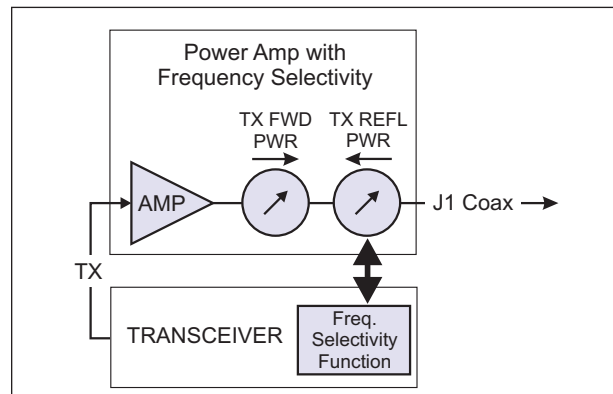 Power Amp with
Frequency Selectivity
TX FWD
PWR
TX REFL
PWR
AMP
J1 Coax
TX
TRANSCEIVER
Freq.
Selectivity
Function